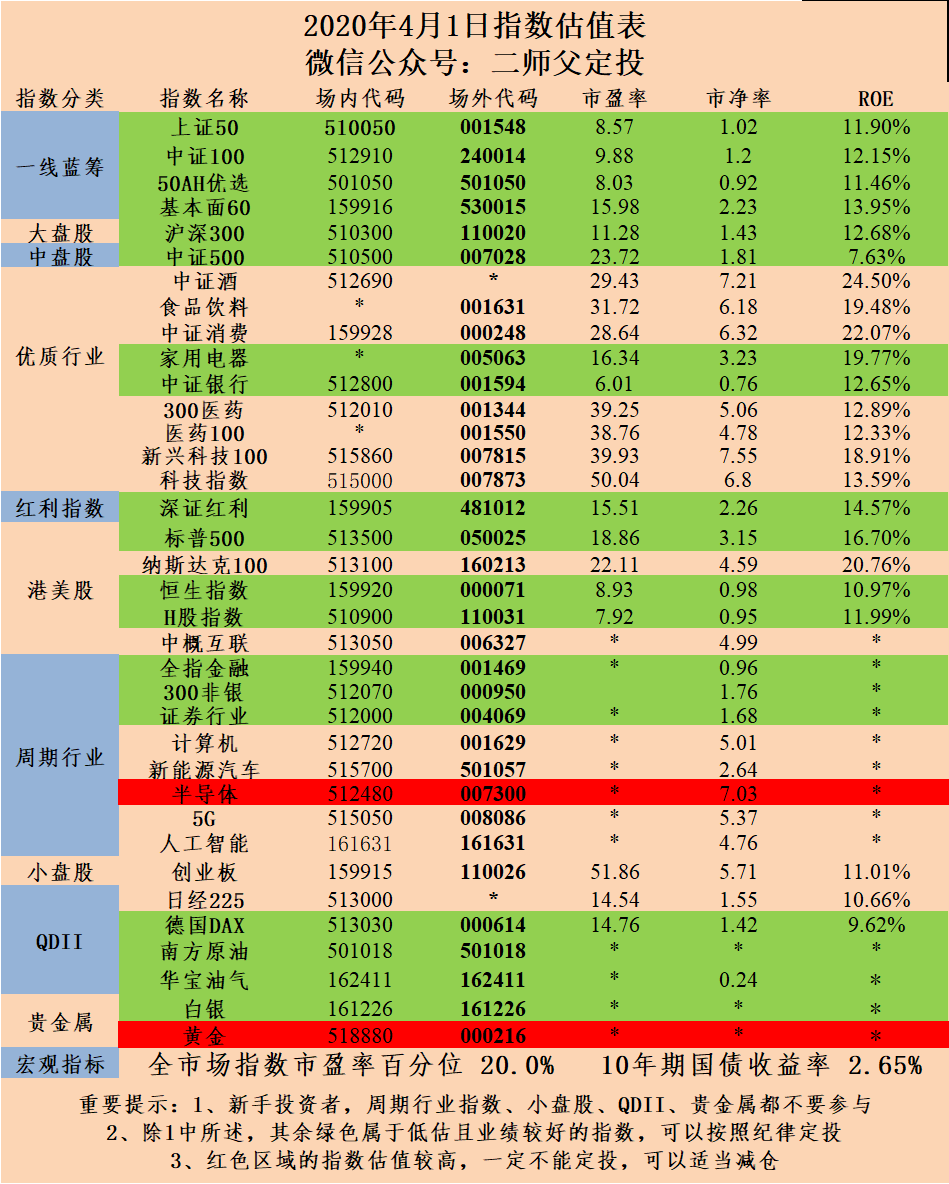 2020年4月1日指数估值表
微信公众号：二师父定投
指数分类 指数名称 场内代码 场外代码 市盈率 市净率 ROE
一线蓝筹
上证50 510050 001548 8.57 1.02 11.90%
中证100 512910 240014 9.88 1.2 12.15%
50AH优选 501050 501050 8.03 0.92 11.46%
基本面60 159916 530015 15.98 2.23 13.95%
大盘股 沪深300 510300 110020 11.28 1.43 12.68%
中盘股 中证500 510500 007028 23.72 1.81 7.63%
优质行业
中证酒 512690 * 29.43 7.21 24.50%
食品饮料 * 001631 31.72 6.18 19.48%
中证消费 159928 000248 28.64 6.32 22.07%
家用电器 * 005063 16.34 3.23 19.77%
中证银行 512800 001594 6.01 0.76 12.65%
300医药 512010 001344 39.25 5.06 12.89%
医药100 * 001550 38.76 4.78 12.33%
新兴科技100 515860 007815 39.93 7.55 18.91%
科技指数 515000 007873 50.04 6.8 13.59%
红利指数 深证红利 159905 481012 15.51 2.26 14.57%
港美股
标普500 513500 050025 18.86 3.15 16.70%
纳斯达克100 513100 160213 22.11 4.59 20.76%
恒生指数 159920 000071 8.93 0.98 10.97%
H股指数 510900 110031 7.92 0.95 11.99%
中概互联 513050 006327 * 4.99 *
周期行业
全指金融 159940 001469 * 0.96 *
300非银 512070 000950 1.76 *
证券行业 512000 004069 * 1.68 *
计算机 512720 001629 * 5.01 *
新能源汽车 515700 501057 * 2.64 *
半导体 512480 007300 * 7.03 *
5G 515050 008086 * 5.37 *
人工智能 161631 161631 * 4.76 *
小盘股 创业板 159915 110026 51.86 5.71 11.01%
QDII
日经225 513000 * 14.54 1.55 10.66%
德国DAX 513030 000614 14.76 1.42 9.62%
南方原油 501018 501018 * * *
华宝油气 162411 162411 * 0.24 *
贵金属
白银 161226 161226 * * *
黄金 518880 000216 * * *
宏观指标 全市场指数市盈率百分位 20.0% 10年期国债收益率 2.65%
重要提示：1、新手投资者，周期行业指数、小盘股、QDII、贵金属都不要参与
2、除1中所述，其余绿色属于低估且业绩较好的指数，可以按照纪律定投
3、红色区域的指数估值较高，一定不能定投，可以适当减仓